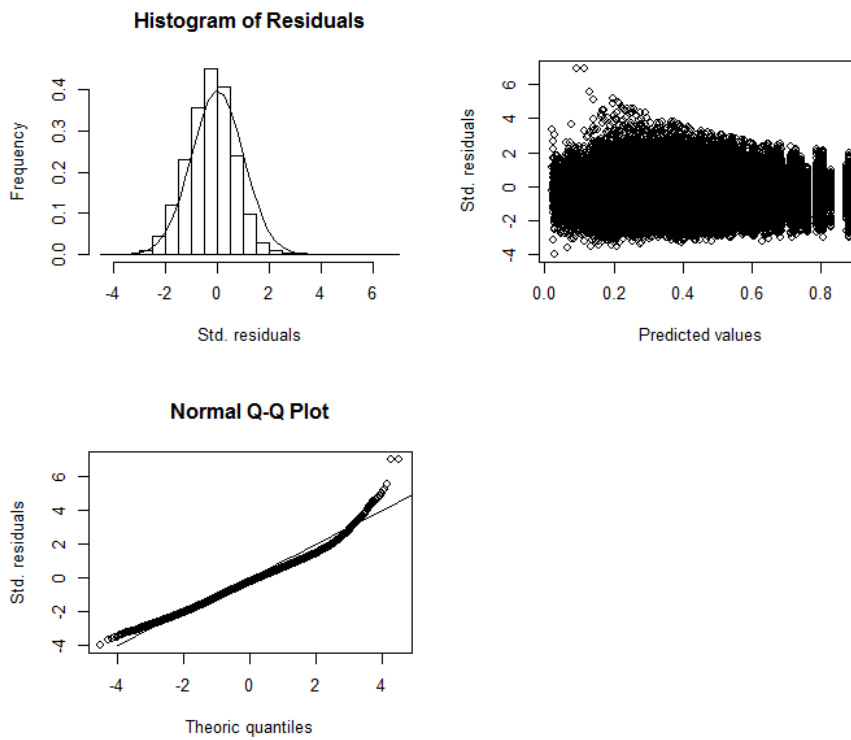 Histogram of Residuals
Frequency
0.0 0.1 0.2 0.3 0.4
-4 -2 0 2 4 6
Std. residuals
Std. residuals
-4 -2 0 2 4 6
0.0 0.2 0.4 0.6 0.8
Predicted values
Normal Q-Q Plot
Std. residuals
-4 -2 0 2 4 6
-4 -2 0 2 4
Theoric quantiles